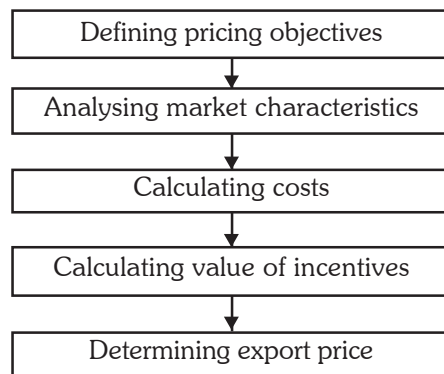 Defining pricing objectives
Analysing market characteristics
Calculating costs
Calculating value of incentives
Determining export price